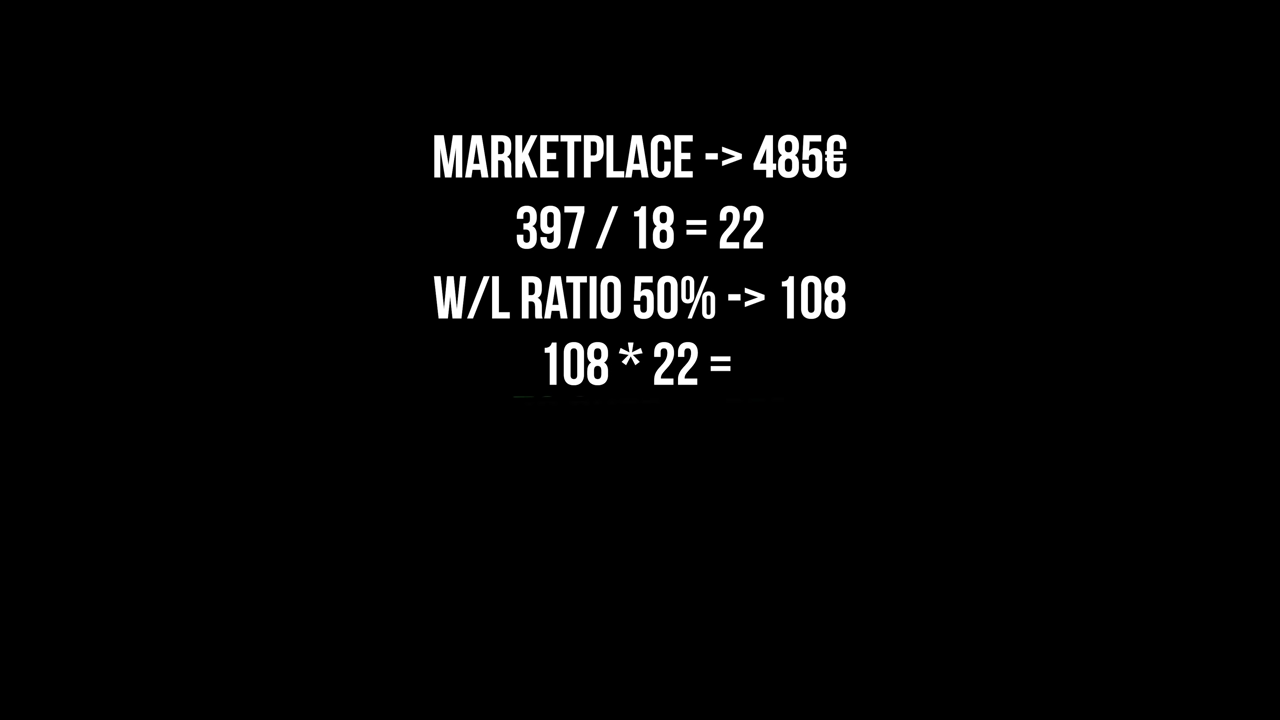 MARKETPLACE -> 485€
397 / 18 = 22
W/L RATIO 50% -> 108
108 * 22 =